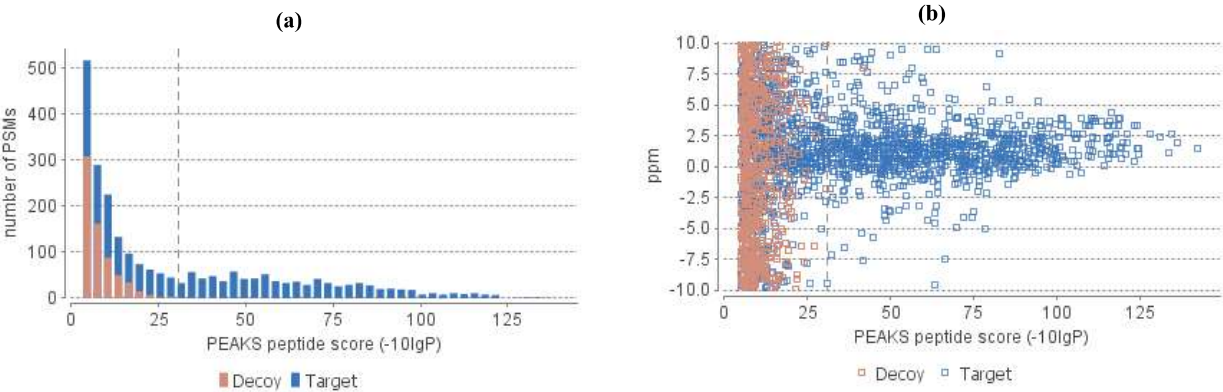 (a)
500
400
300
200
100
0
number of PSMs
0 25 50 75 100 125
PEAKS peptide score (-10lgP)
Decoy Target
(b)
10.0
7.5
5.0
2.5
0.0
-2.5
-5.0
-7.5
-10.0
ppm
0 25 50 75 100 125
PEAKS peptide score (-10lgP)
Decoy Target